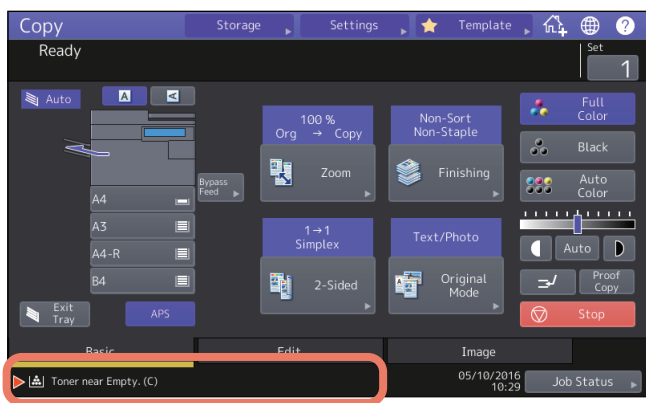 Copy
Storage
Settings
Template
?
Ready
Set
1
Auto
A
A
100 %
Org → Copy
Zoom
Non-Sort
Non-Staple
Finishing
Full
Color
Black
Auto
Color
Bypass
Feed
A4
A3
A4-R
B4
1→1
Simplex
2-Sided
Text/Photo
Original
Mode
Auto
Proof
Copy
Exit
Tray
APS
Stop
Basic
Edit
Image
Toner near Empty. (C)
05/10/2016
10:29
Job Status